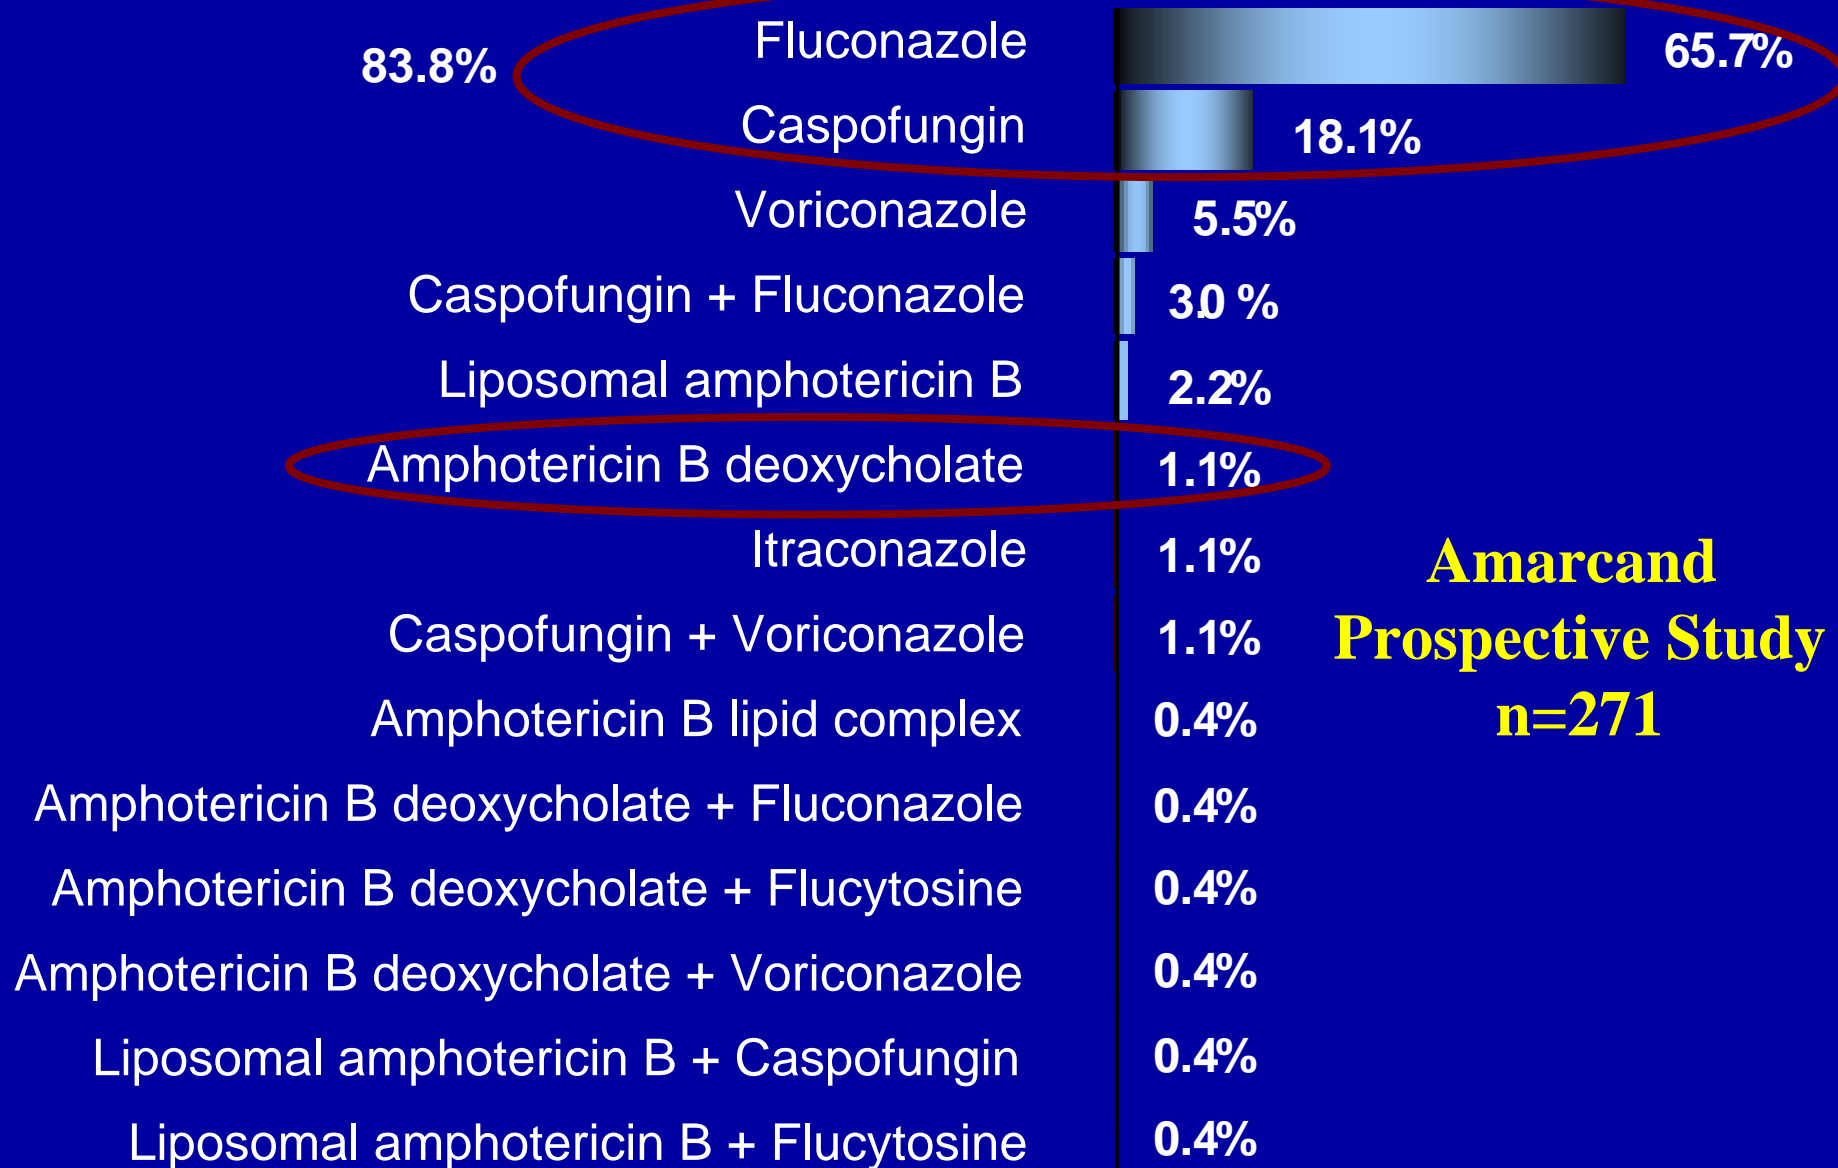 83.8%
Fluconazole 65.7%
Caspofungin 18.1%
Voriconazole 5.5%
Caspofungin + Fluconazole 3.0 %
Liposomal amphotericin B 2.2%
Amphotericin B deoxycholate 1.1%
Itraconazole 1.1%
Caspofungin + Voriconazole 1.1%
Amphotericin B lipid complex 0.4%
Amphotericin B deoxycholate + Fluconazole 0.4%
Amphotericin B deoxycholate + Flucytosine 0.4%
Amphotericin B deoxycholate + Voriconazole 0.4%
Liposomal amphotericin B + Caspofungin 0.4%
Liposomal amphotericin B + Flucytosine 0.4%
Amarcand
Prospective Study
n=271